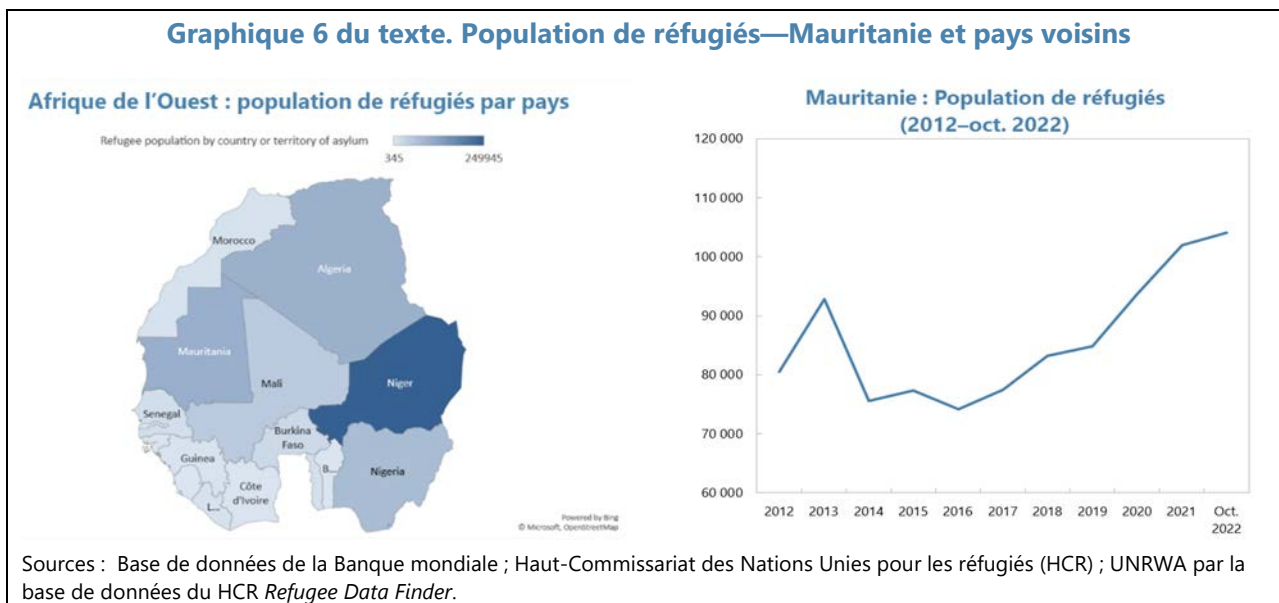 Graphique 6 du texte. Population de réfugiés—Mauritanie et pays voisins
Afrique de l'Ouest : population de réfugiés par pays
Refugee population by country or territory of asylum
345
249945
Morocco
Algeria
Mauritania
Mali
Niger
Senegal
Burkina
Faso
Guinea
B...
Nigeria
Côte
d'Ivoire
L...
Powered by Bing
© Microsoft, OpenStreetMap
Mauritanie : Population de réfugiés
(2012–oct. 2022)
120 000
110 000
100 000
90 000
80 000
70 000
60 000
2012 2013 2014 2015 2016 2017 2018 2019 2020 2021 Oct.
2022
Sources : Base de données de la Banque mondiale ; Haut-Commissariat des Nations Unies pour les réfugiés (HCR) ; UNRWA par la
base de données du HCR Refugee Data Finder.